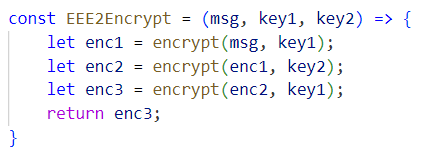 const EEE2Encrypt = (msg, key1, key2) => {
    let enc1 = encrypt(msg, key1);
    let enc2 = encrypt(enc1, key2);
    let enc3 = encrypt(enc2, key1);
    return enc3;
}